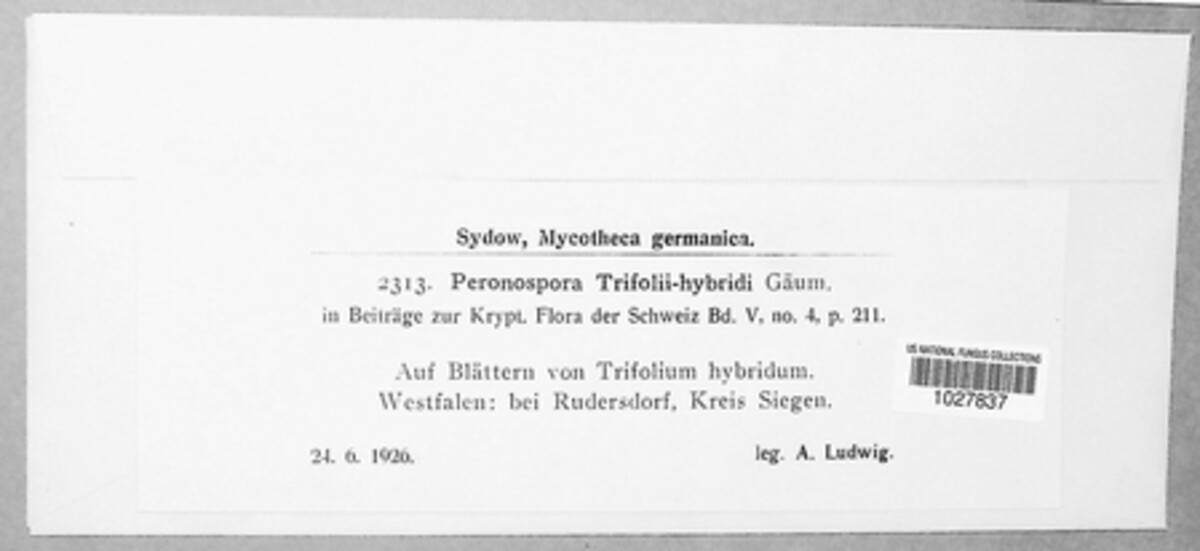 Sydow, Mycotheca germanica.
2313. Peronospora Trifolii-hybridi Gäum.
in Beiträge zur Krypt. Flora der Schweiz Bd. V, no. 4, p. 211.
Auf Blättern von Trifolium hybridum.
Westfalen: bei Rudersdorf, Kreis Siegen.
24. 6. 1926.
leg. A. Ludwig.
US NATIONAL FUNGUS COLLECTIONS
1027837